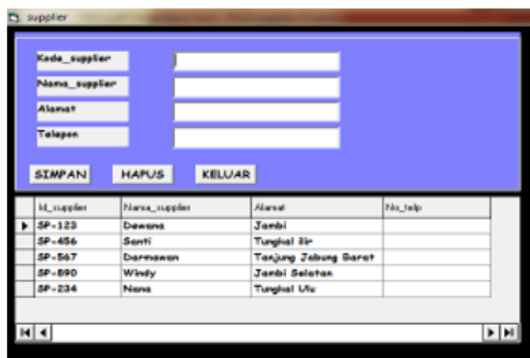 supplier
Kode_supplier
Nama_supplier
Alamat
Telepon
SIMPAN HAPUS KELUAR
Id_supplier Nama_supplier Alamat No_telp
SP-123 Dewana Jambi
SP-456 Santi Tungkal ilir
SP-567 Darmawan Tanjung Jabung Barat
SP-890 Windy Jambi Selatan
SP-234 Nana Tungkal Ulu